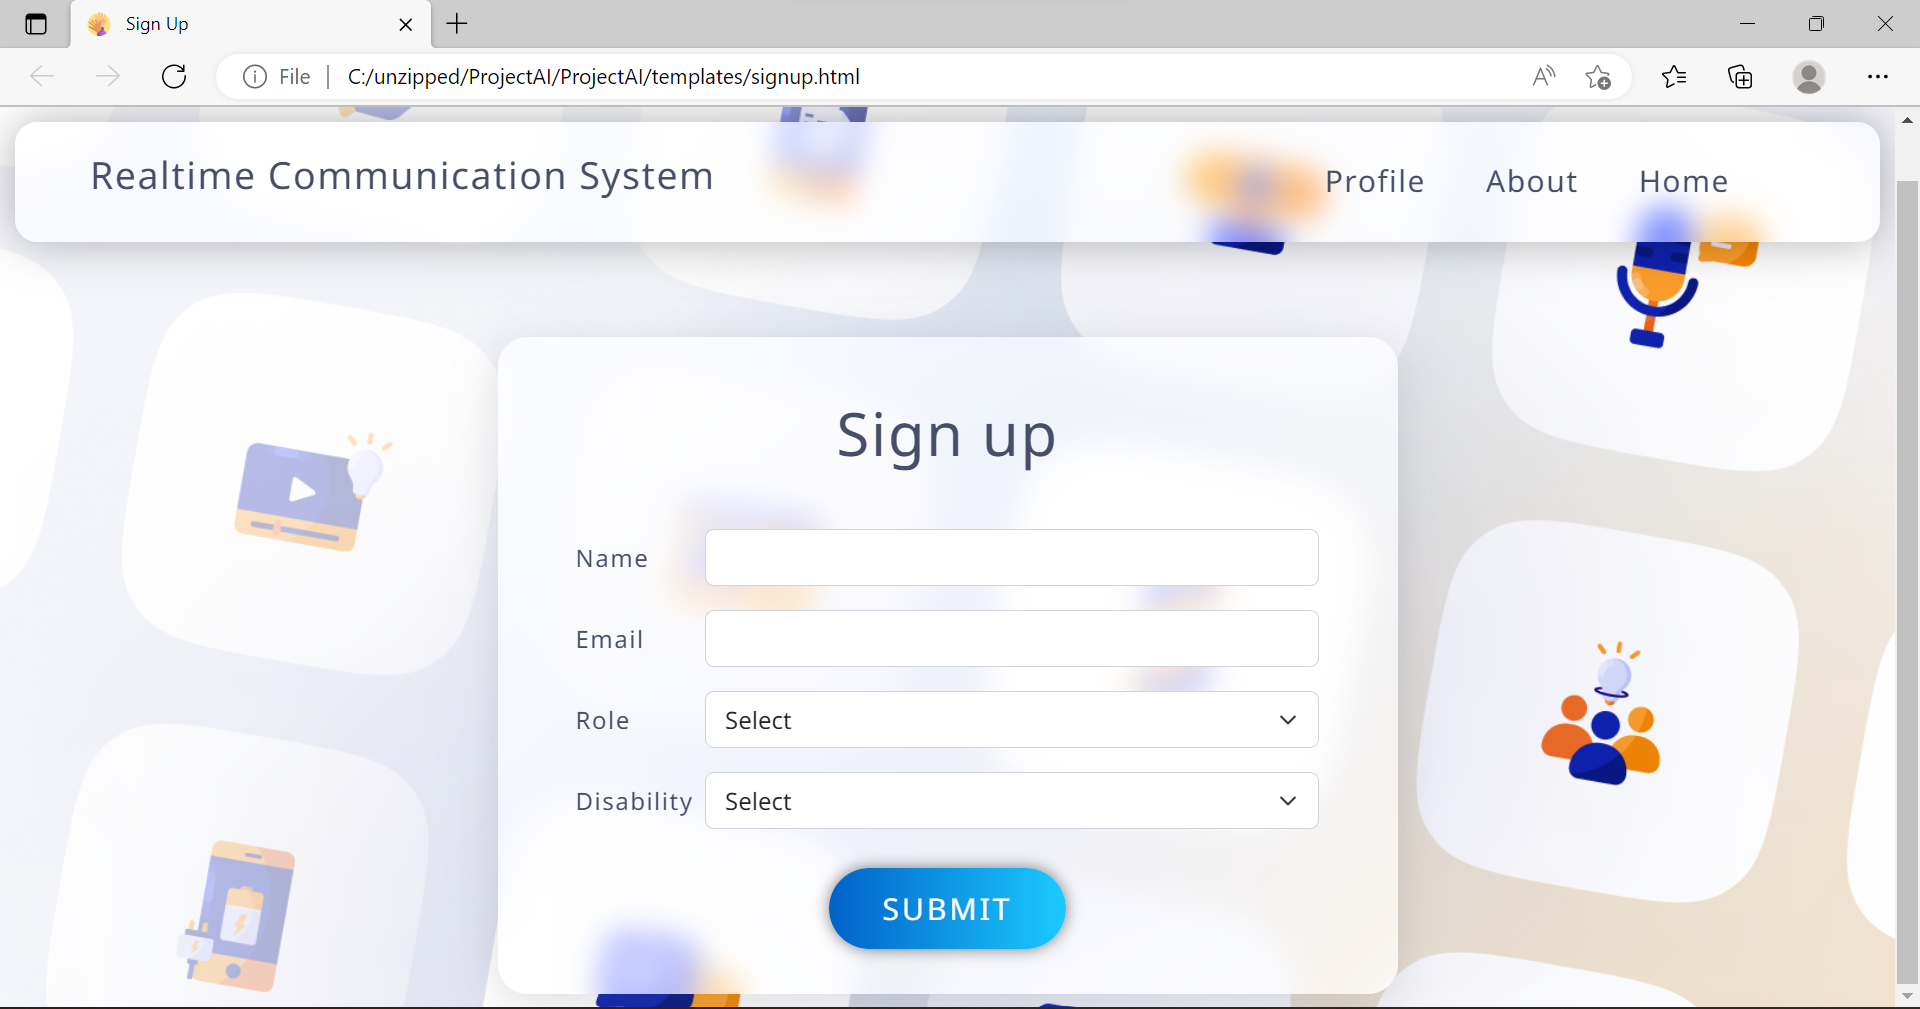 Sign Up
File
C:/unzipped/ProjectAI/ProjectAI/templates/signup.html
Realtime Communication System
Profile About Home
Sign up
Name
Email
Role Select
Disability Select
SUBMIT